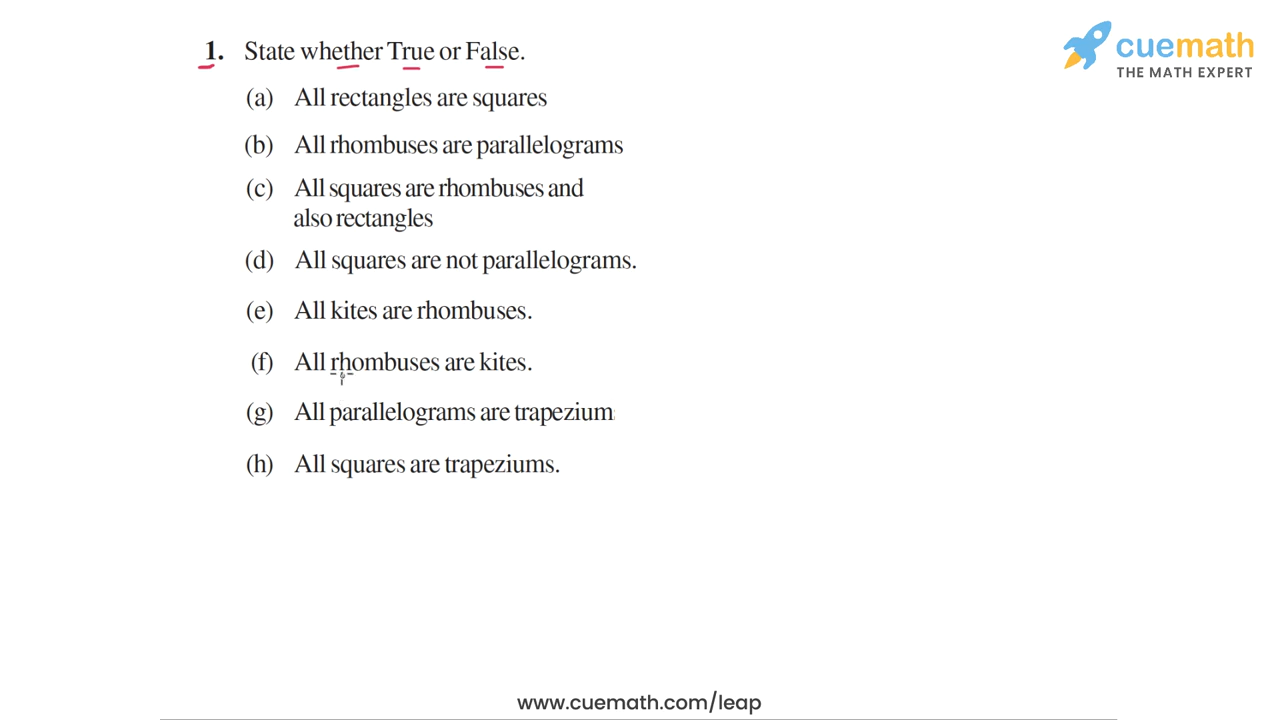 1. State whether True or False.
cuemath
THE MATH EXPERT
(a) All rectangles are squares
(b) All rhombuses are parallelograms
(c) All squares are rhombuses and
also rectangles
(d) All squares are not parallelograms.
(e) All kites are rhombuses.
(f) All rhombuses are kites.
(g) All parallelograms are trapezium
(h) All squares are trapeziums.
www.cuemath.com/leap